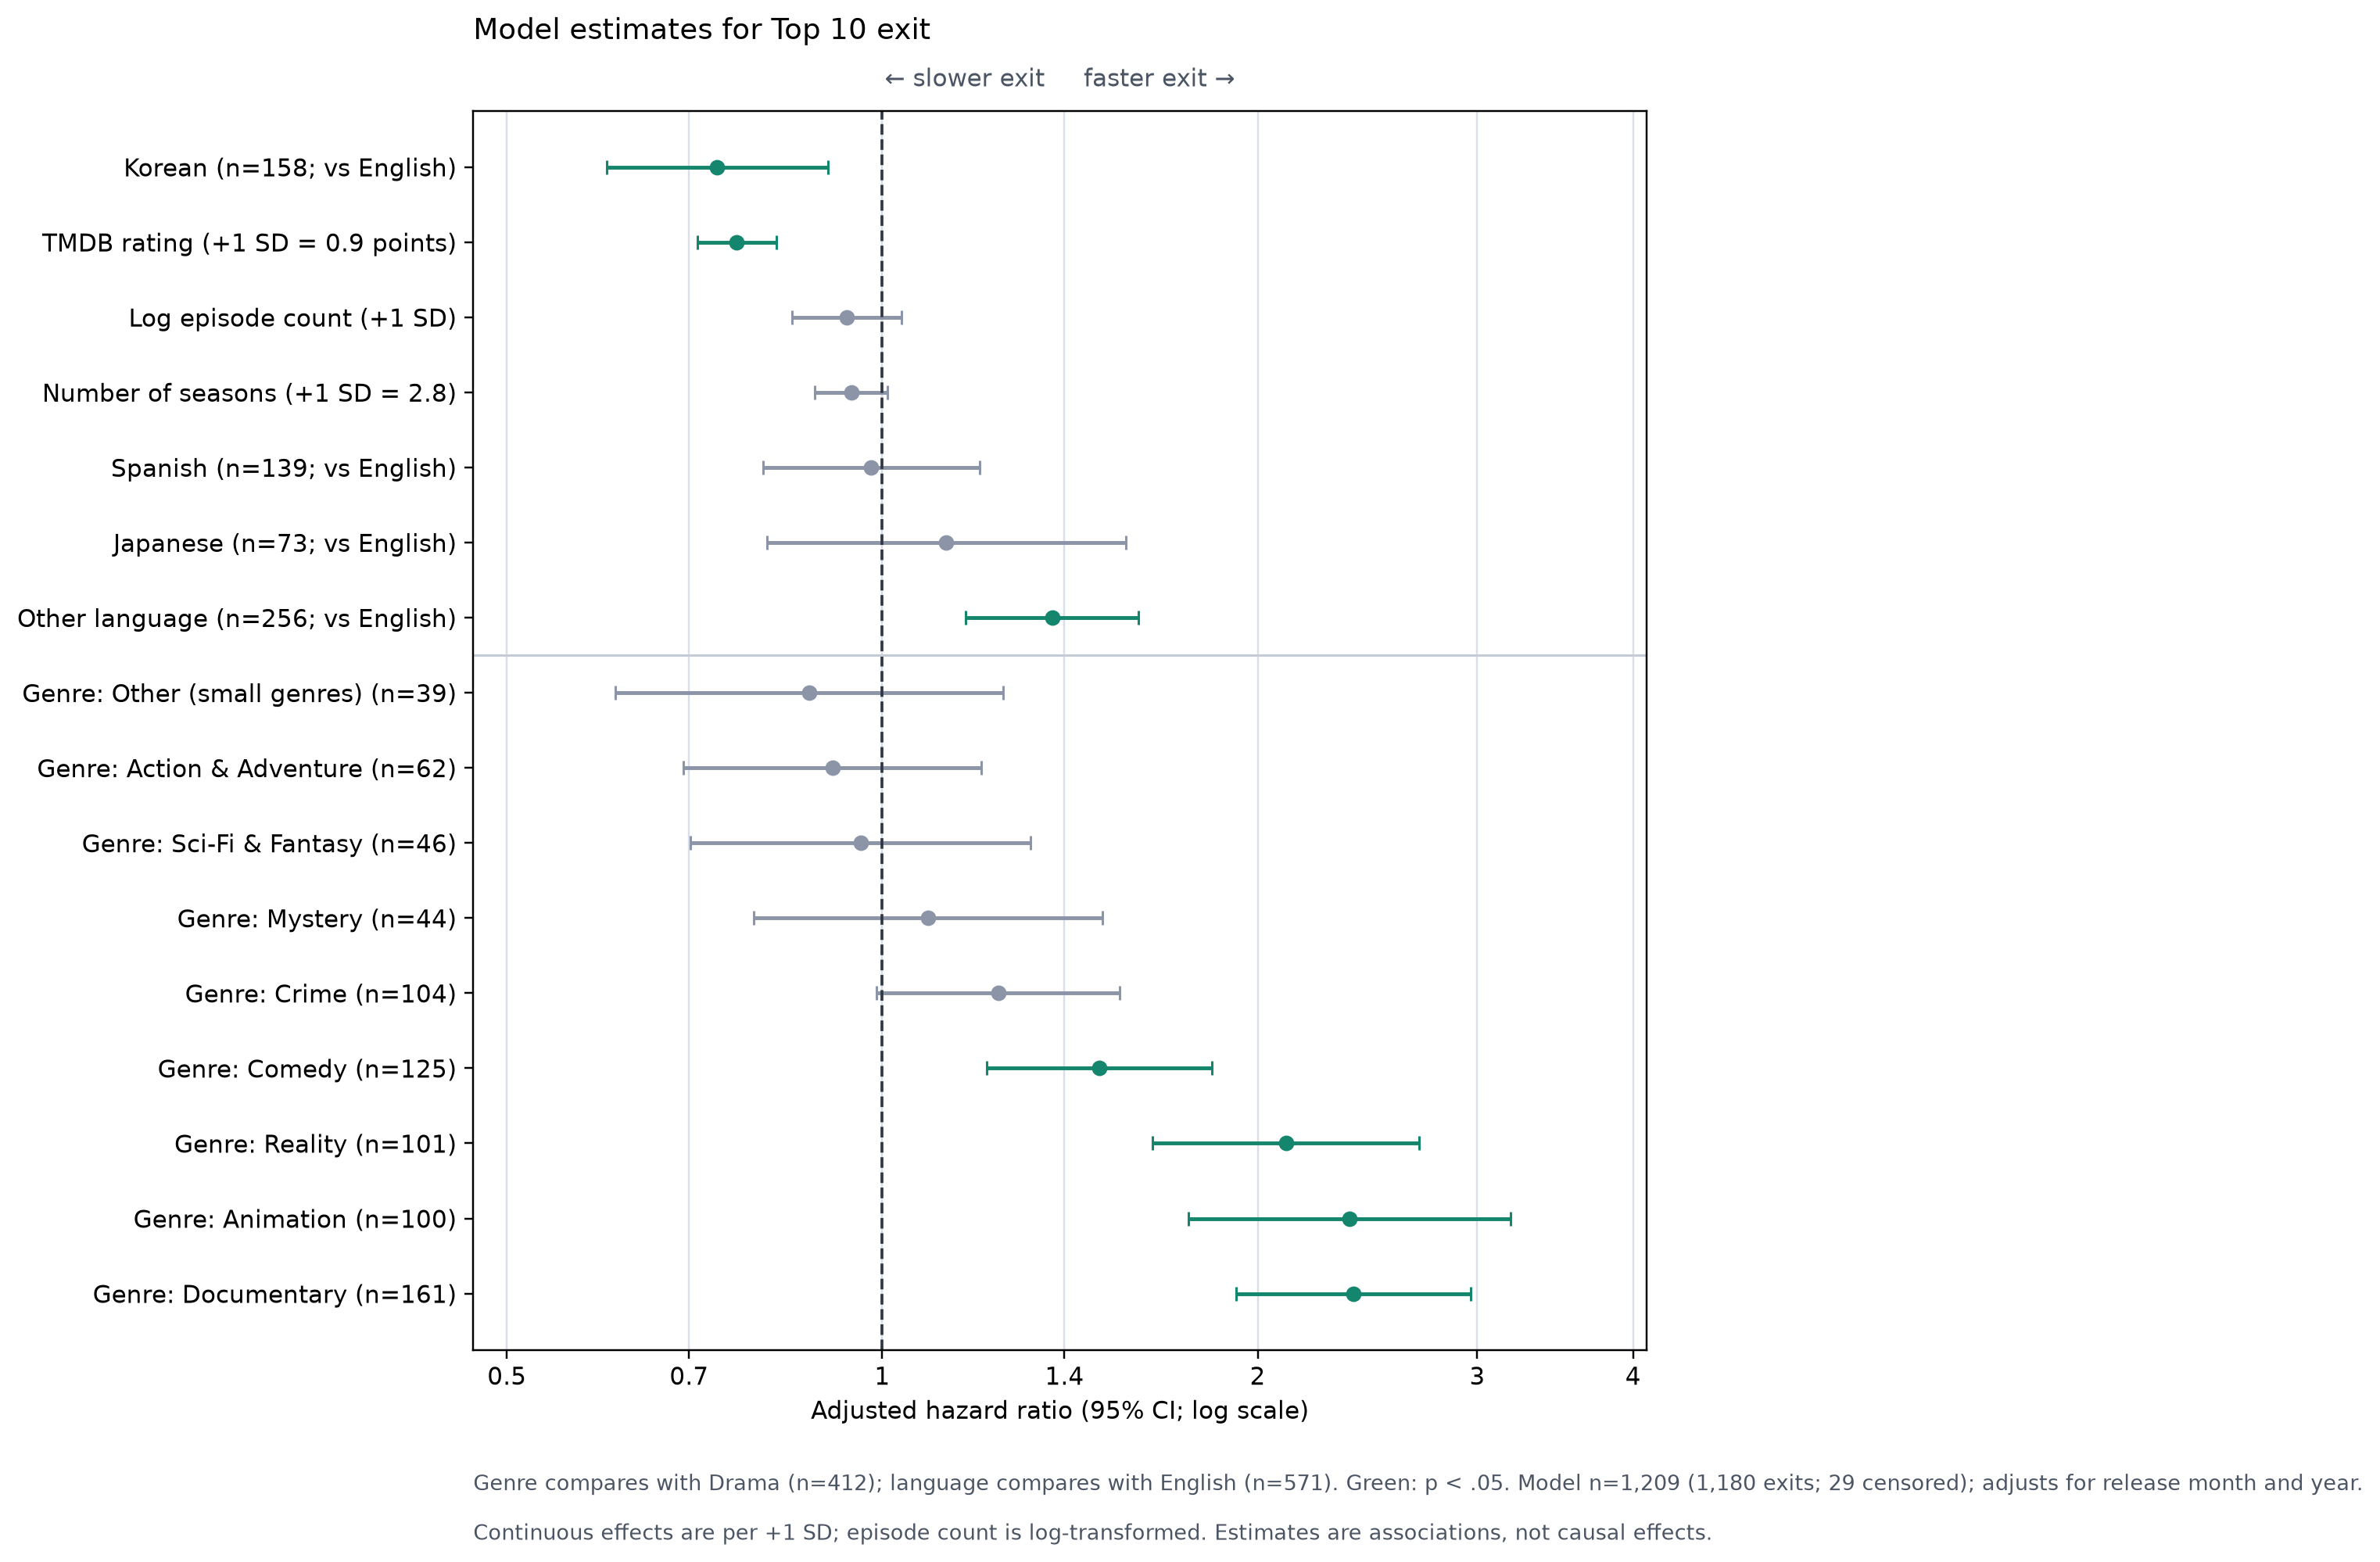 Model estimates for Top 10 exit
← slower exit faster exit →
Korean (n=158; vs English)
TMDB rating (+1 SD = 0.9 points)
Log episode count (+1 SD)
Number of seasons (+1 SD = 2.8)
Spanish (n=139; vs English)
Japanese (n=73; vs English)
Other language (n=256; vs English)
Genre: Other (small genres) (n=39)
Genre: Action & Adventure (n=62)
Genre: Sci-Fi & Fantasy (n=46)
Genre: Mystery (n=44)
Genre: Crime (n=104)
Genre: Comedy (n=125)
Genre: Reality (n=101)
Genre: Animation (n=100)
Genre: Documentary (n=161)
0.5 0.7 1 1.4 2 3 4
Adjusted hazard ratio (95% CI; log scale)
Genre compares with Drama (n=412); language compares with English (n=571). Green: p < .05. Model n=1,209 (1,180 exits; 29 censored); adjusts for release month and year.
Continuous effects are per +1 SD; episode count is log-transformed. Estimates are associations, not causal effects.